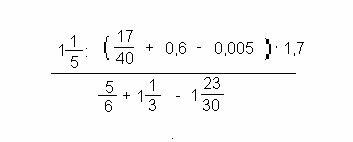 1 1/5 : ( 17/40 + 0,6 - 0,005 ) · 1,7
5/6 + 1 1/3 - 1 23/30